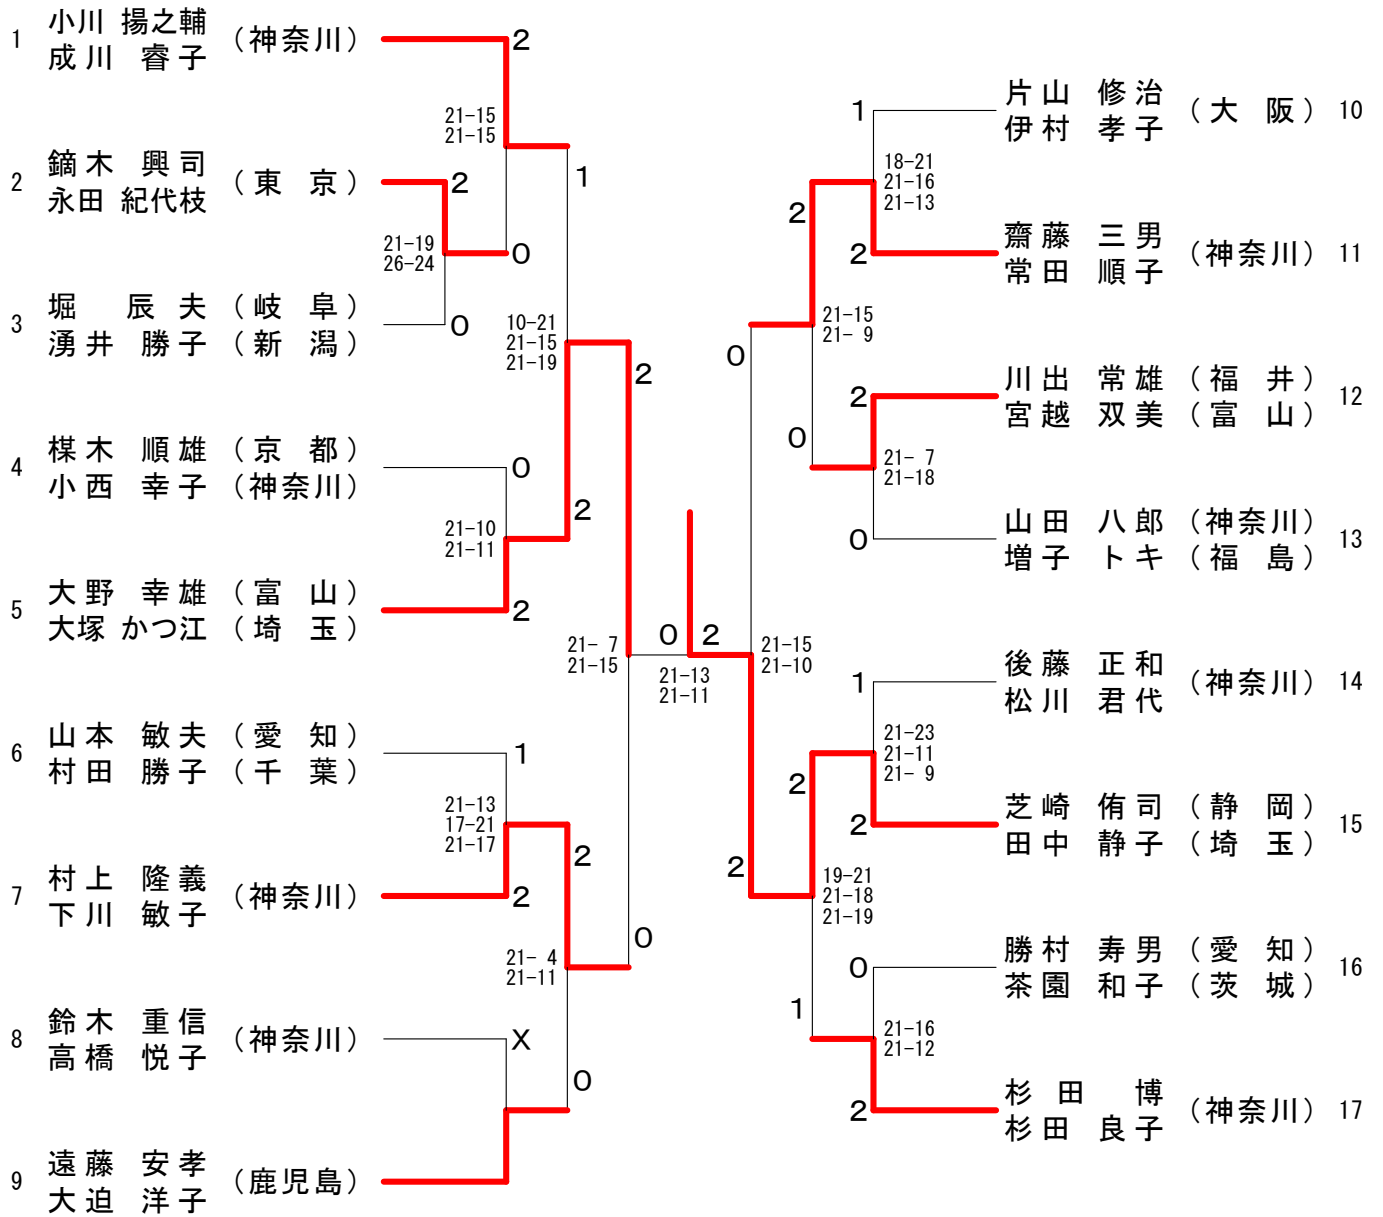 1 小川 揚之輔 (神奈川)
成川 睿子
2
21-15
21-15
2 鏑木 興司 (東 京)
永田 紀代枝
2
1
21-19
26-24
0
3 堀 辰夫 (岐 阜)
湧井 勝子 (新 潟)
0
10-21
21-15
21-19
2
4 楳木 順雄 (京 都)
小西 幸子 (神奈川)
0
2
21-10
21-11
5 大野 幸雄 (富 山)
大塚 かつ江 (埼 玉)
2
21- 7
21-15
0 2
21-13
21-11
6 山本 敏夫 (愛 知)
村田 勝子 (千 葉)
1
21-13
17-21
21-17
2
7 村上 隆義 (神奈川)
下川 敏子
2
0
21- 4
21-11
8 鈴木 重信 (神奈川)
高橋 悦子
X
0
9 遠藤 安孝 (鹿児島)
大迫 洋子
片山 修治 (大 阪) 10
伊村 孝子
1
18-21
21-16
21-13
2
齋藤 三男 (神奈川) 11
常田 順子
2
21-15
21- 9
0
川出 常雄 (福 井) 12
宮越 双美 (富 山)
2
0
21- 7
21-18
山田 八郎 (神奈川) 13
増子 トキ (福 島)
0
21-15
21-10
後藤 正和 (神奈川) 14
松川 君代
1
21-23
21-11
21- 9
2
芝崎 侑司 (静 岡) 15
田中 静子 (埼 玉)
2
2
19-21
21-18
21-19
勝村 寿男 (愛 知) 16
茶園 和子 (茨 城)
0
1
21-16
21-12
杉田 博 (神奈川) 17
杉田 良子
2